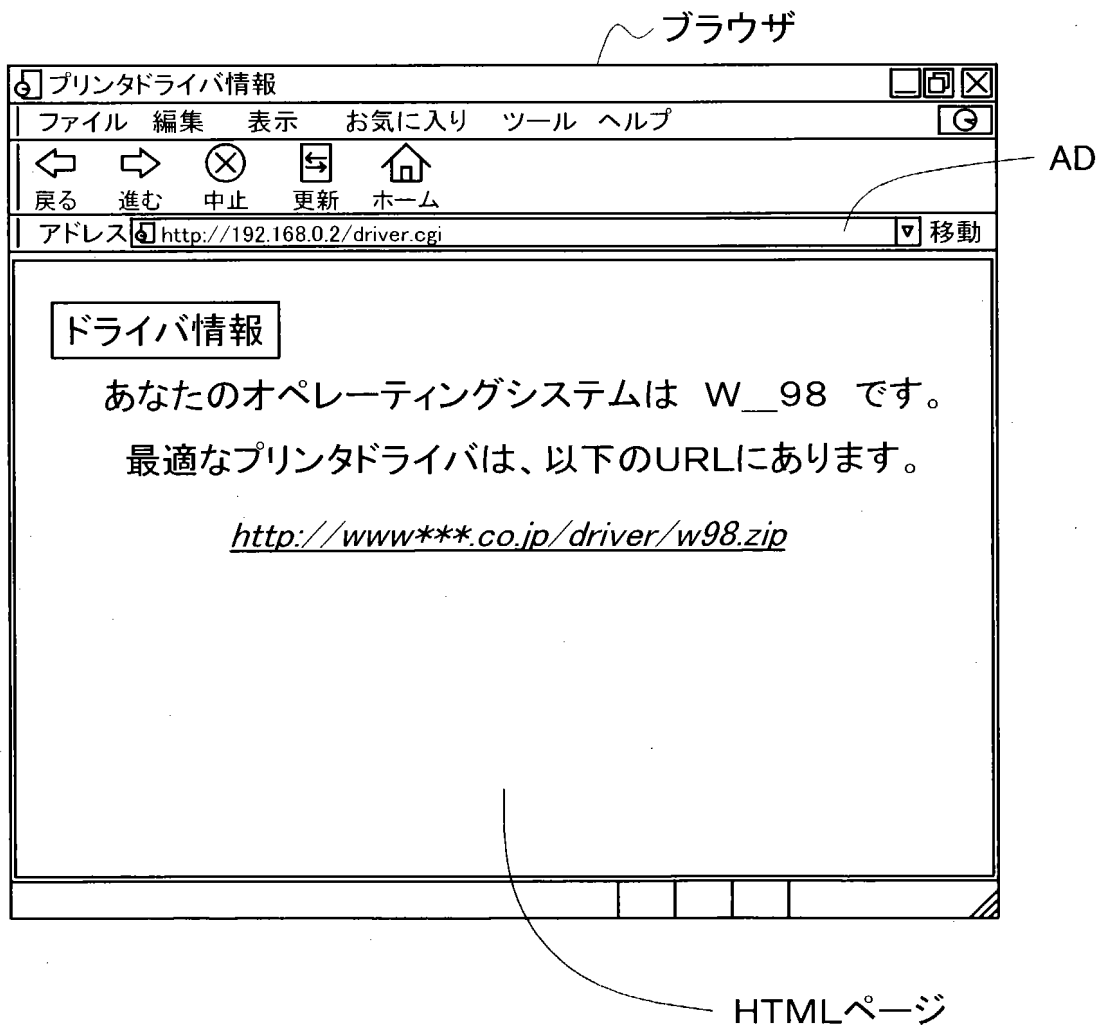 ブラウザ
プリンタドライバ情報
ファイル 編集 表示 お気に入り ツール ヘルプ
戻る 進む 中止 更新 ホーム
AD
アドレス http://192.168.0.2/driver.cgi 移動
ドライバ情報
あなたのオペレーティングシステムは W__98 です。
最適なプリンタドライバは、以下のURLにあります。
http://www***.co.jp/driver/w98.zip
HTMLページ